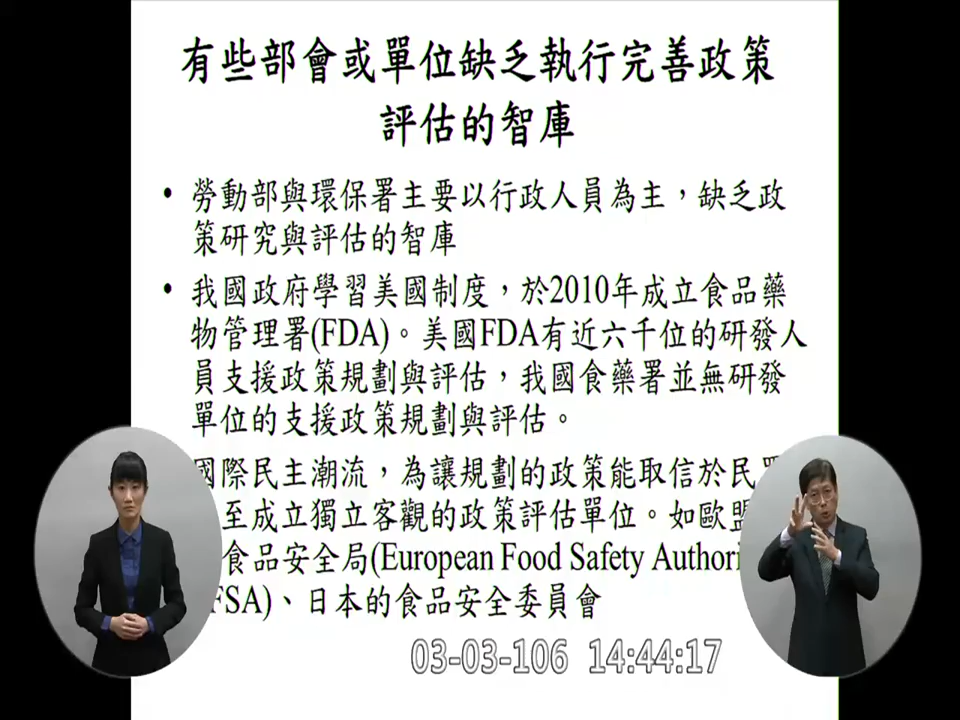 有些部會或單位缺乏執行完善政策
評估的智庫
• 勞動部與環保署主要以行政人員為主，缺乏政
策研究與評估的智庫
• 我國政府學習美國制度，於2010年成立食品藥
物管理署(FDA)。美國FDA有近六千位的研發人
員支援政策規劃與評估，我國食藥署並無研發
單位的支援政策規劃與評估。
國際民主潮流，為讓規劃的政策能取信於民
至成立獨立客觀的政策評估單位。如歐盟
食品安全局(European Food Safety Authori
FSA)、日本的食品安全委員會
03-03-106 14:44:17